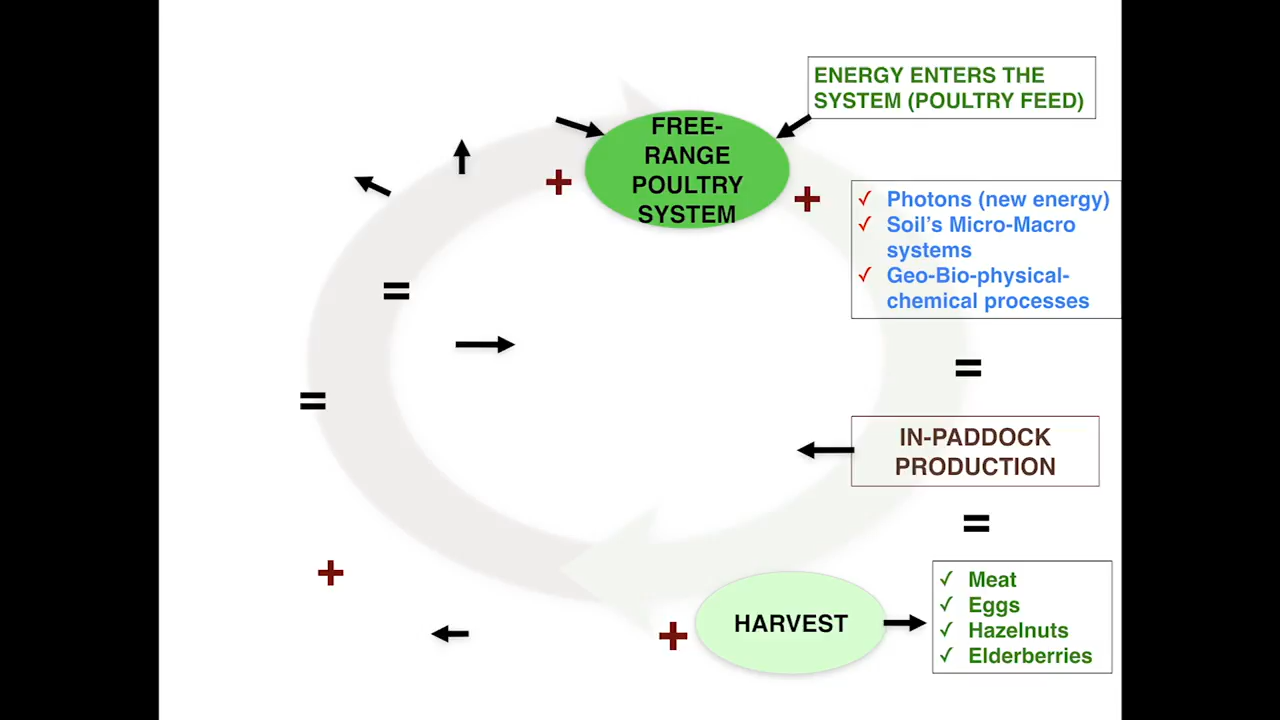 ENERGY ENTERS THE
SYSTEM (POULTRY FEED)
FREE-
RANGE
POULTRY
SYSTEM
+
+
✓ Photons (new energy)
✓ Soil's Micro-Macro
systems
✓ Geo-Bio-physical-
chemical processes
=
=
=
IN-PADDOCK
PRODUCTION
=
+
+
HARVEST
✓ Meat
✓ Eggs
✓ Hazelnuts
✓ Elderberries